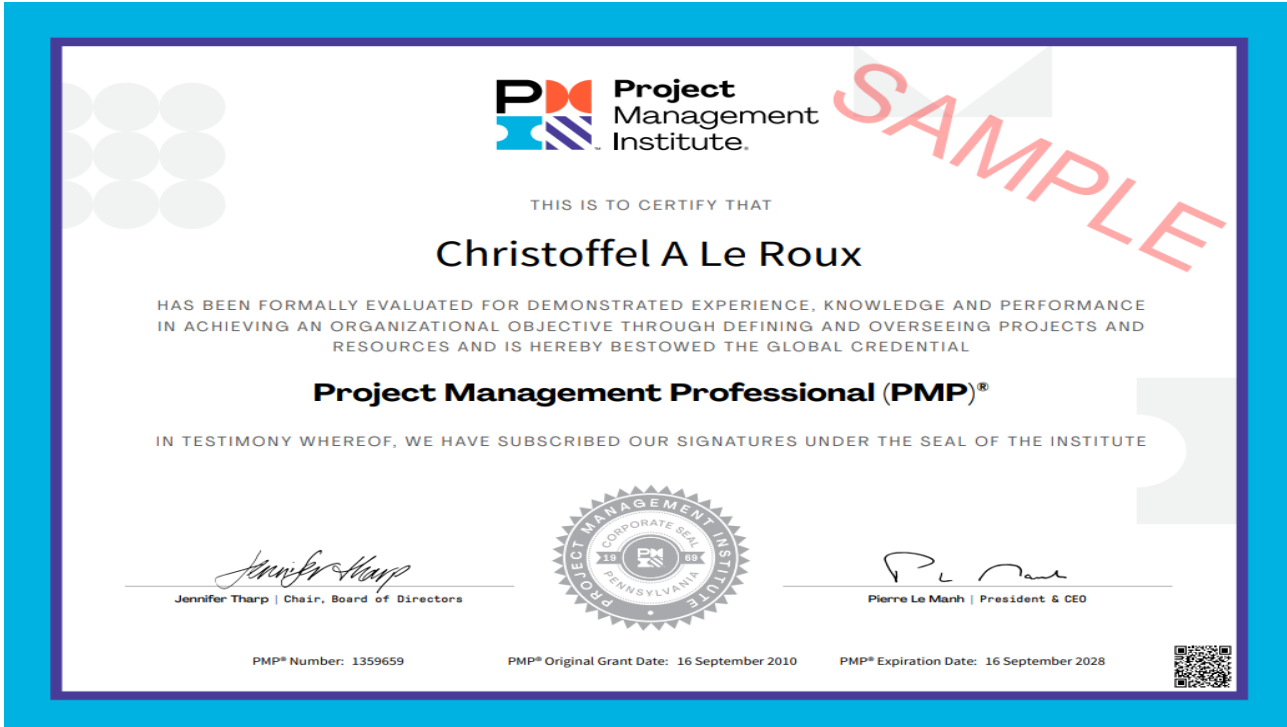 Project
Management
Institute.
SAMPLE
THIS IS TO CERTIFY THAT
Christoffel A Le Roux
HAS BEEN FORMALLY EVALUATED FOR DEMONSTRATED EXPERIENCE, KNOWLEDGE AND PERFORMANCE
IN ACHIEVING AN ORGANIZATIONAL OBJECTIVE THROUGH DEFINING AND OVERSEEING PROJECTS AND
RESOURCES AND IS HEREBY BESTOWED THE GLOBAL CREDENTIAL
Project Management Professional (PMP)®
IN TESTIMONY WHEREOF, WE HAVE SUBSCRIBED OUR SIGNATURES UNDER THE SEAL OF THE INSTITUTE
PROJECT MANAGEMENT INSTITUTE
CORPORATE SEAL
19 69
PENNSYLVANIA
Jennifer Tharp
Jennifer Tharp | Chair, Board of Directors
Pierre Le Manh | President & CEO
PMP® Number: 1359659
PMP® Original Grant Date: 16 September 2010
PMP® Expiration Date: 16 September 2028